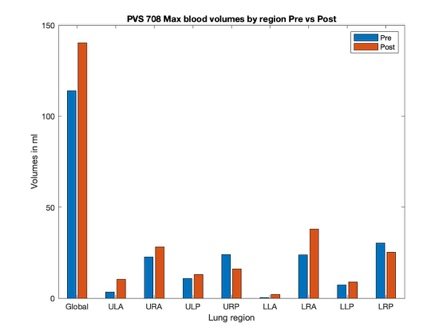 PVS 708 Max blood volumes by region Pre vs Post
Pre
Post
150
100
50
0
Volumes in ml
Global ULA URA ULP URP LLA LRA LLP LRP
Lung region